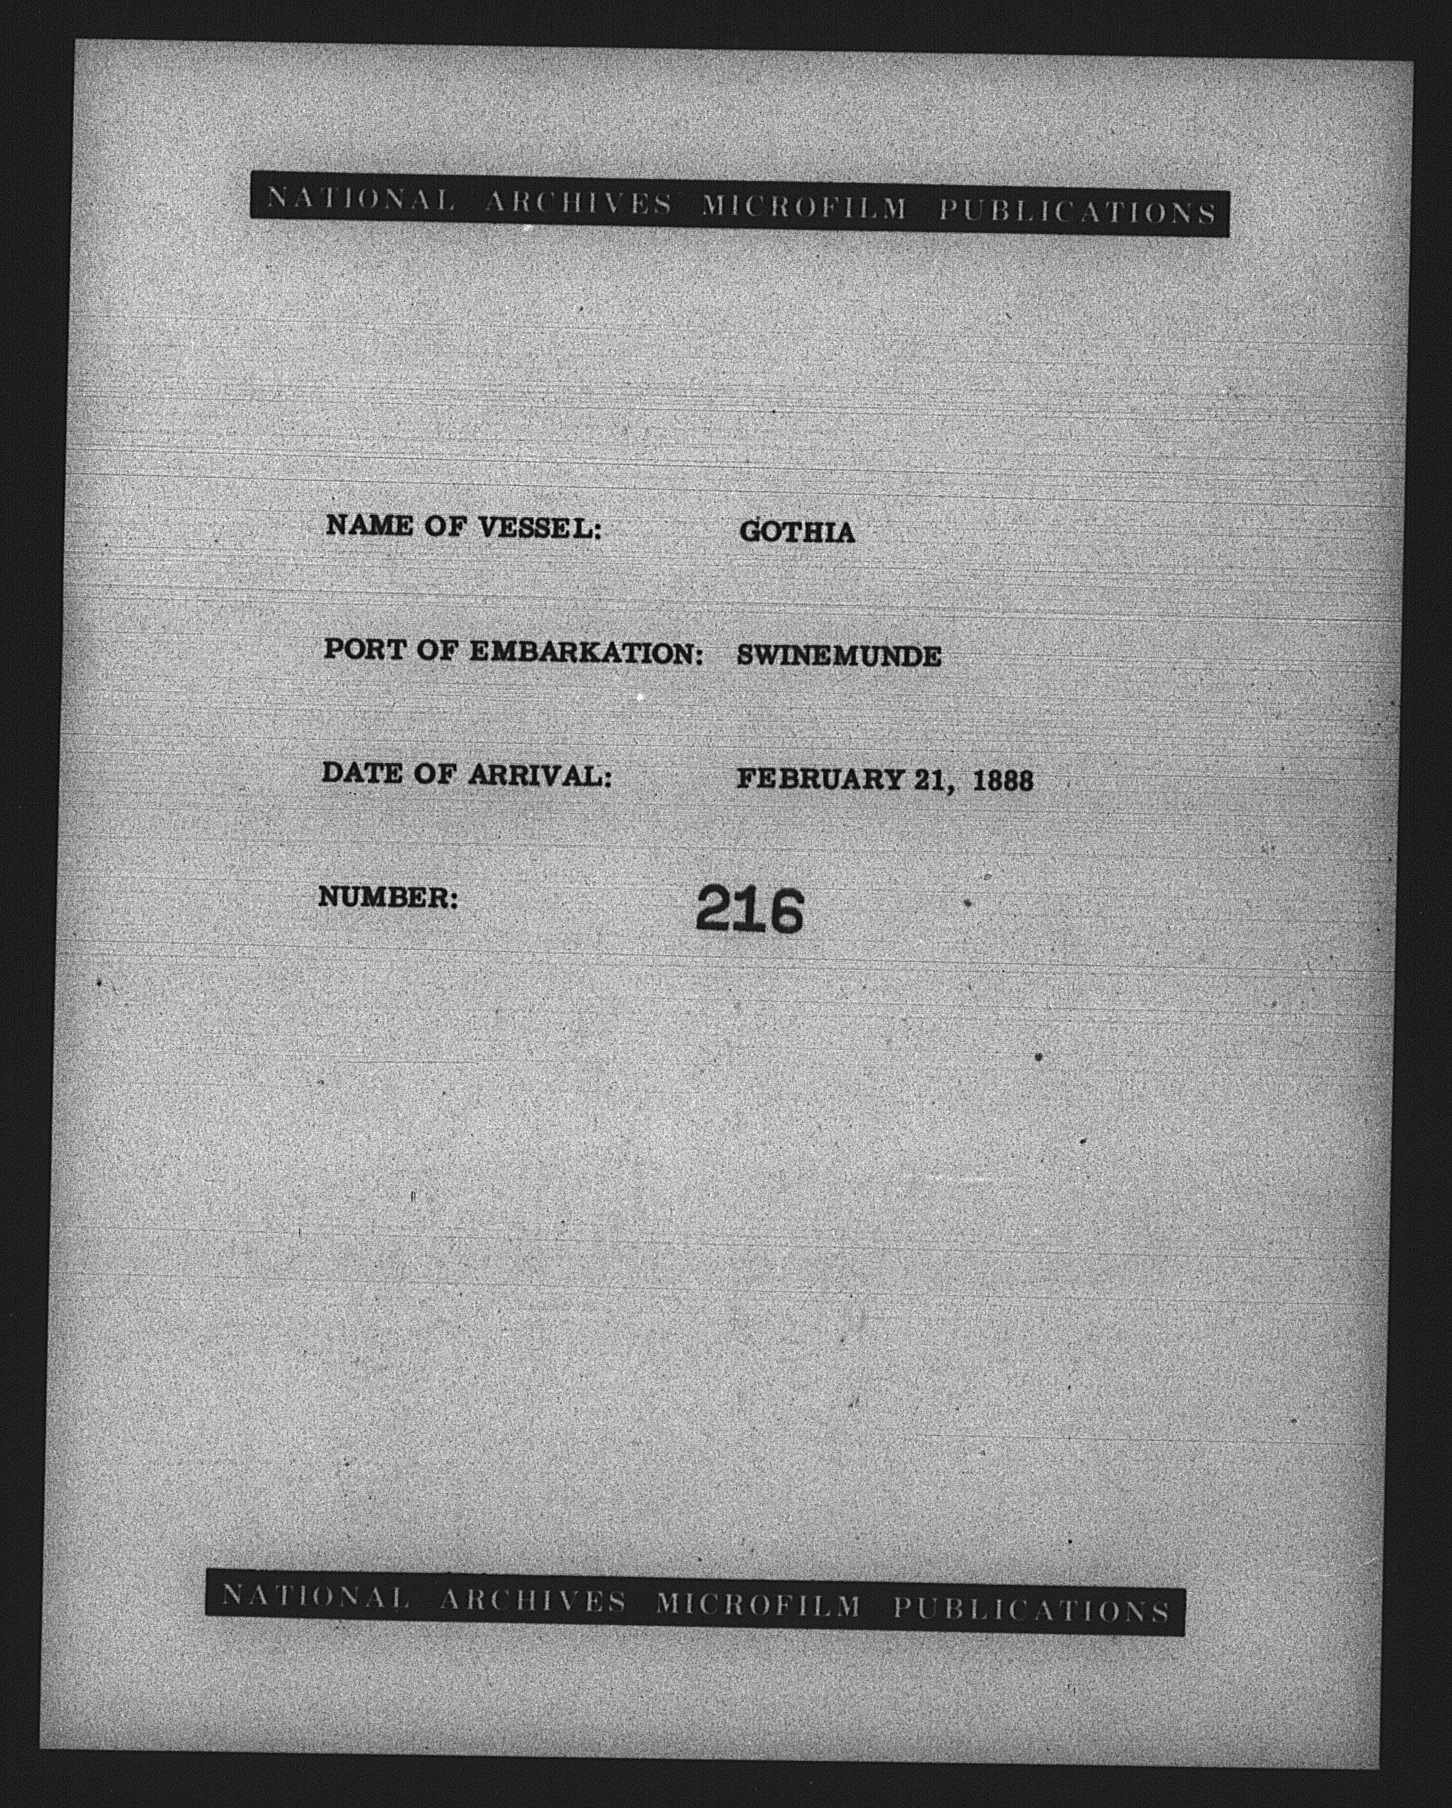 NATIONAL ARCHIVES MICROFILM PUBLICATIONS
NAME OF VESSEL: GOTHIA
PORT OF EMBARKATION: SWINEMUNDE
DATE OF ARRIVAL: FEBRUARY 21, 1888
NUMBER: 216
NATIONAL ARCHIVES MICROFILM PUBLICATIONS